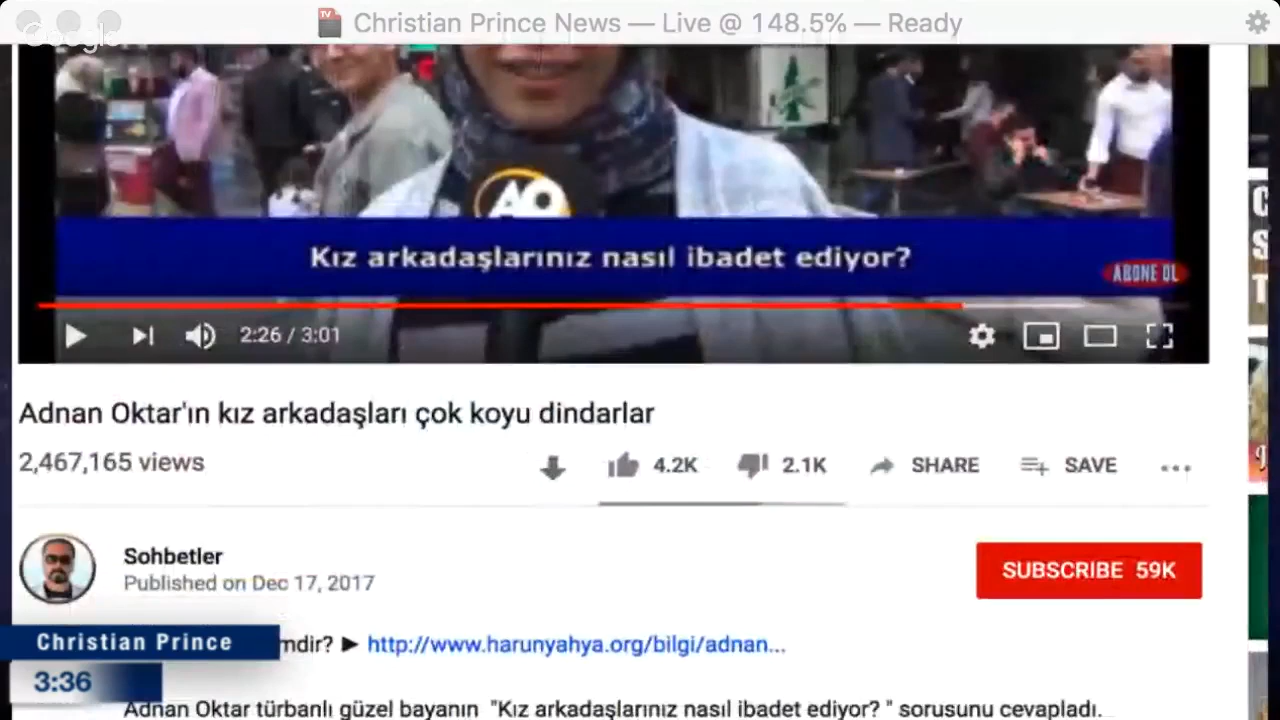 Christian Prince News — Live @ 148.5% — Ready
Google
AO
Kız arkadaşlarınız nasıl ibadet ediyor?
ABONE OL
2:26 / 3:01
Adnan Oktar'ın kız arkadaşları çok koyu dindarlar
2,467,165 views
4.2K
2.1K
SHARE
SAVE
Sohbetler
Published on Dec 17, 2017
SUBSCRIBE 59K
Christian Prince
mdir? ► http://www.harunyahya.org/bilgi/adnan...
3:36
Adnan Oktar türbanlı güzel bayanın "Kız arkadaşlarınız nasıl ibadet ediyor? " sorusunu cevapladı.